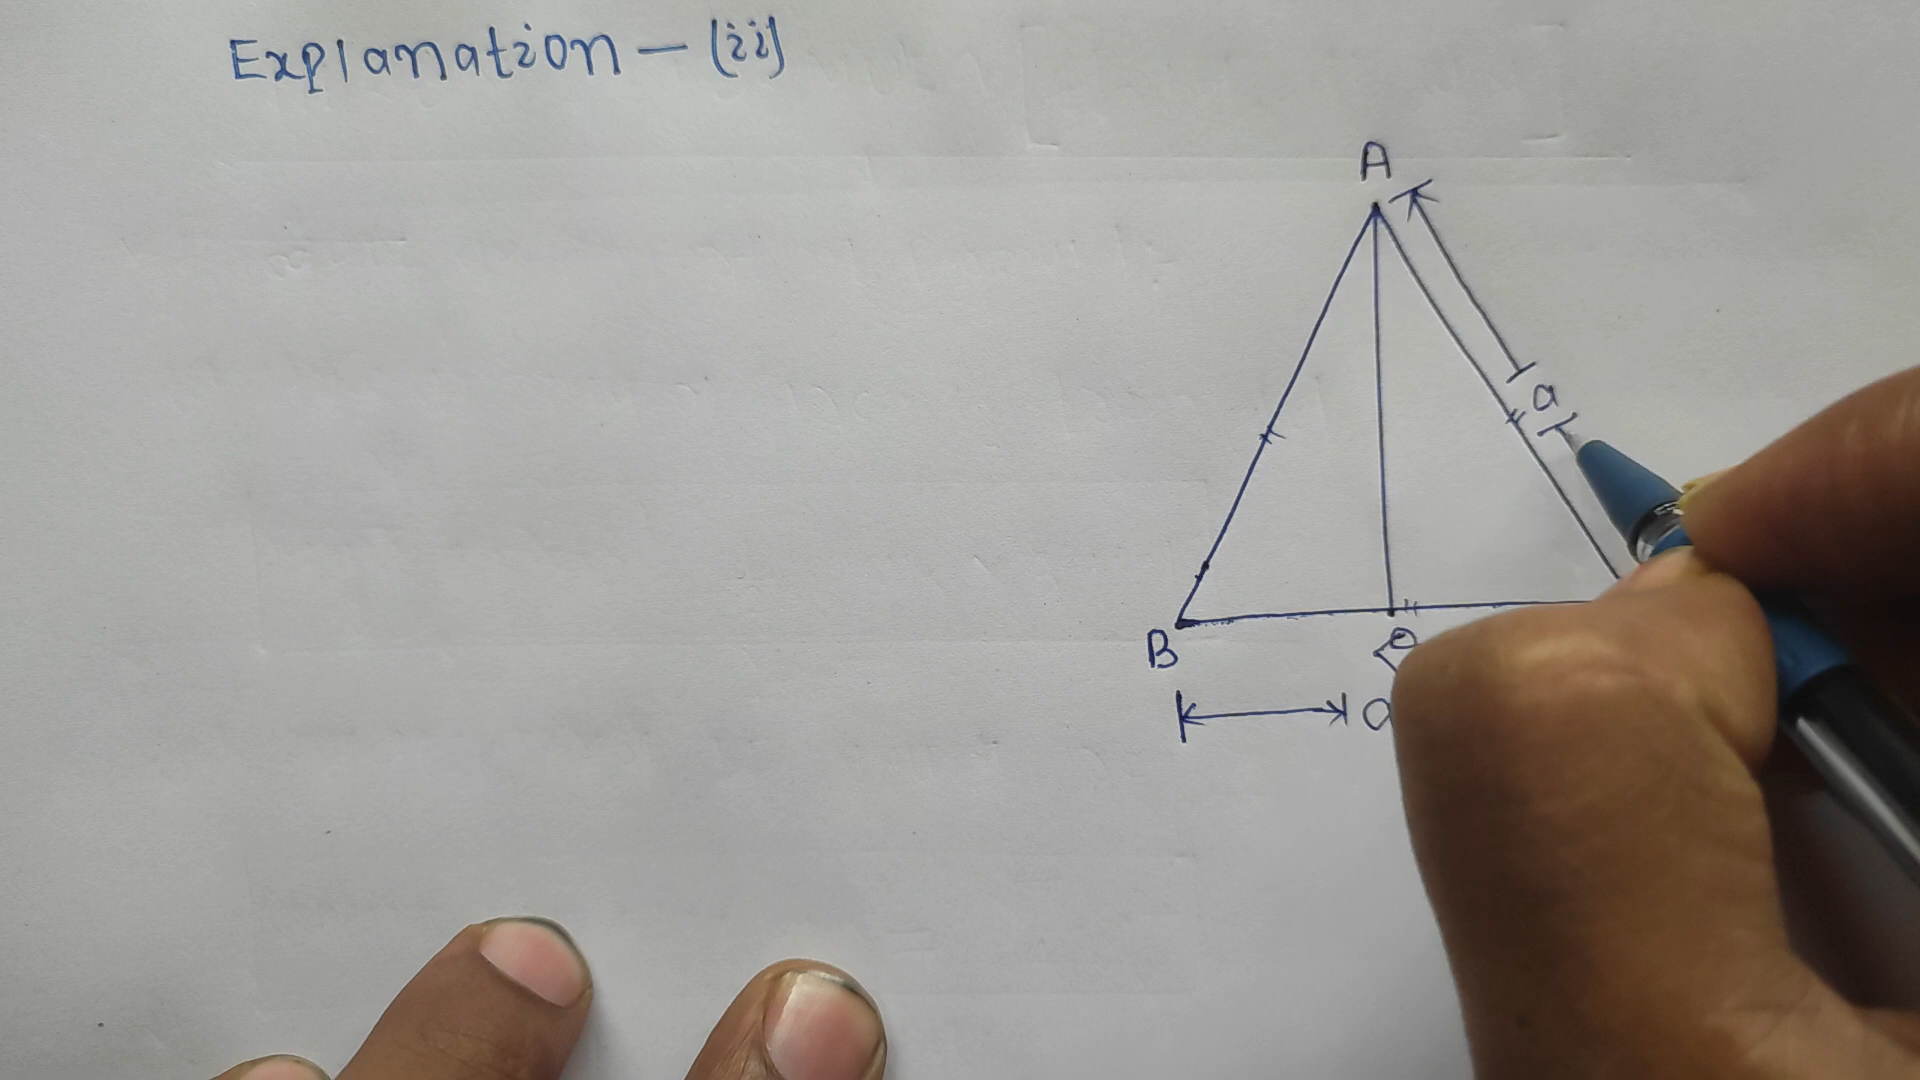 Explanation – (ii)
A
a
B
a